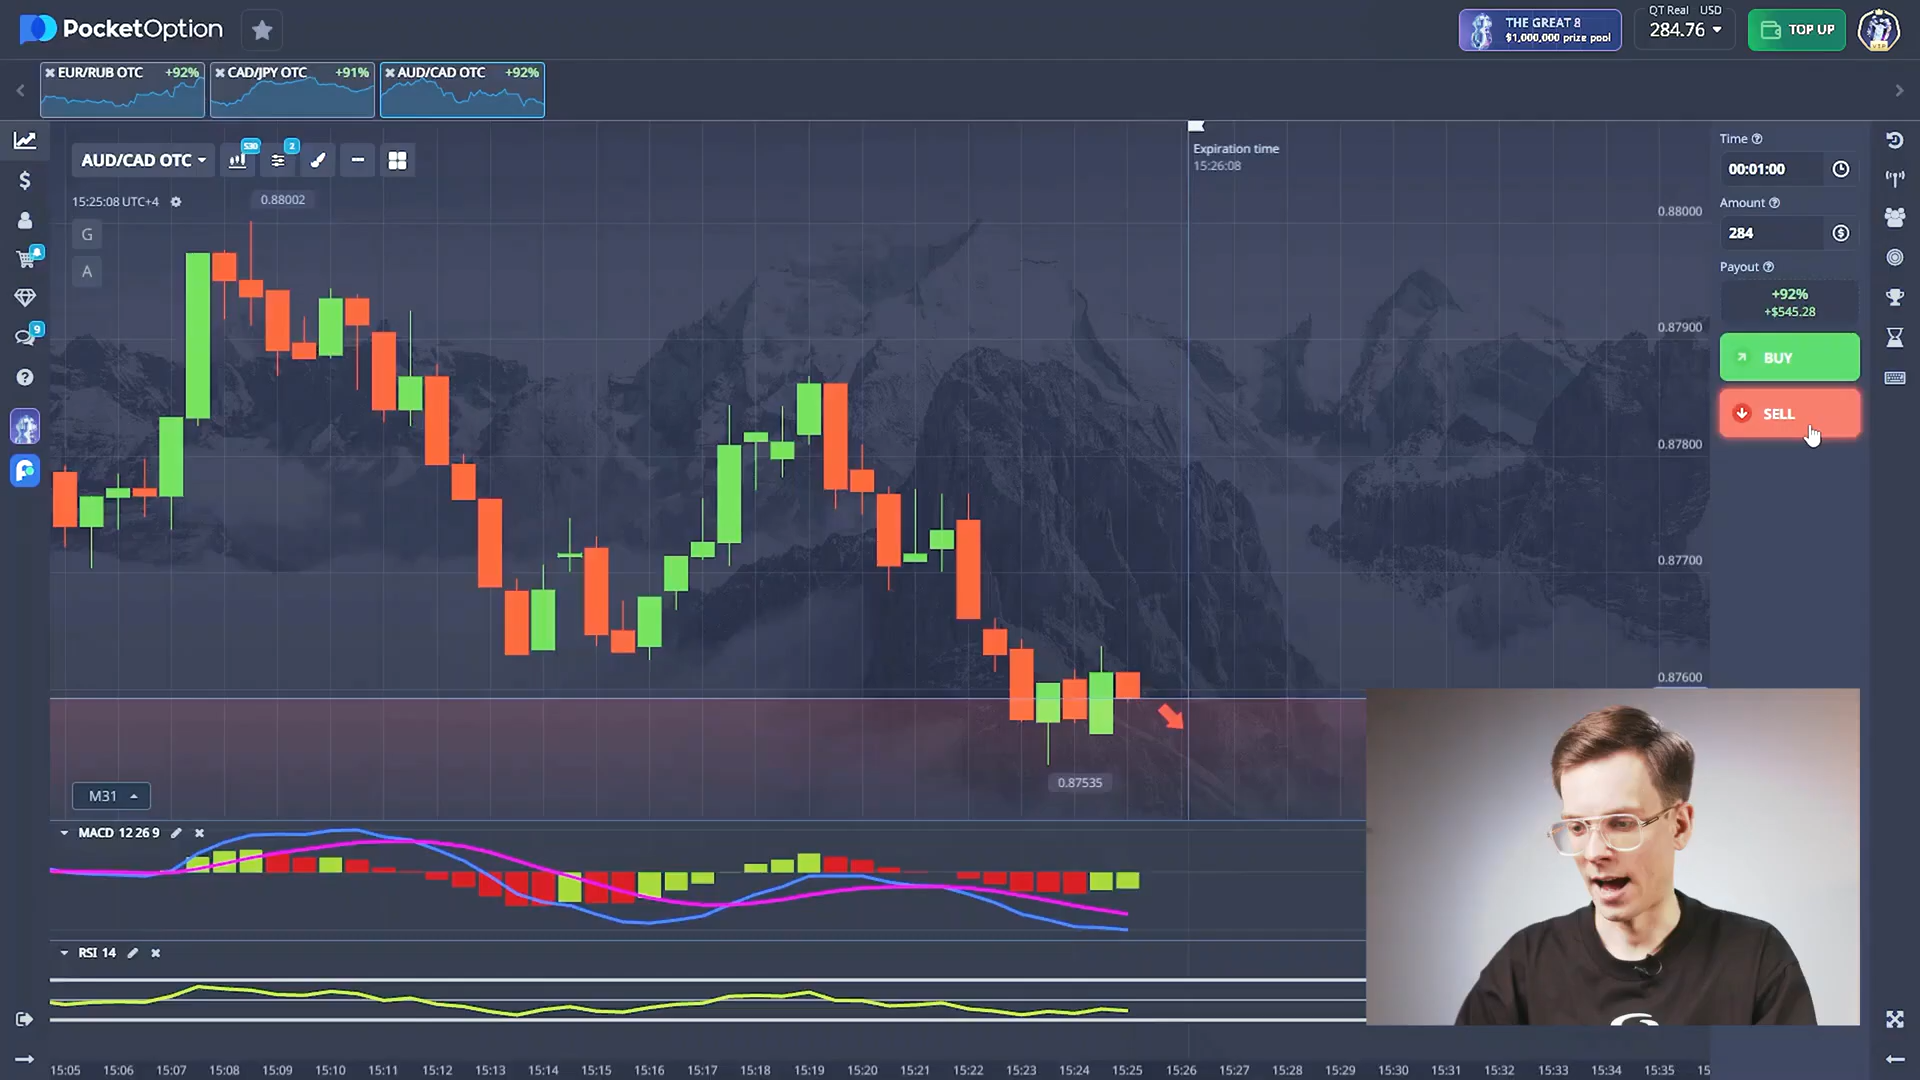 PocketOption
THE GREAT 8
$1,000,000 prize pool
QT Real USD
284.76
TOP UP
VIP
EUR/RUB OTC +92%
CAD/JPY OTC +91%
AUD/CAD OTC +92%
AUD/CAD OTC
S30
2
15:25:08 UTC+4
0.88002
G
A
9
Expiration time
15:26:08
0.88000
0.87900
0.87800
0.87700
0.87600
Time
00:01:00
Amount
284
Payout
+92%
+$545.28
BUY
SELL
0.87535
M31
MACD 12 26 9
RSI 14
15:05 15:06 15:07 15:08 15:09 15:10 15:11 15:12 15:13 15:14 15:15 15:16 15:17 15:18 15:19 15:20 15:21 15:22 15:23 15:24 15:25 15:26 15:27 15:28 15:29 15:30 15:31 15:32 15:33 15:34 15:35 15